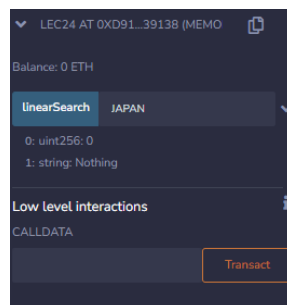 LEC24 AT 0XD91...39138 (MEMO
Balance: 0 ETH
linearSearch JAPAN
0: uint256: 0
1: string: Nothing
Low level interactions
CALLDATA
Transact